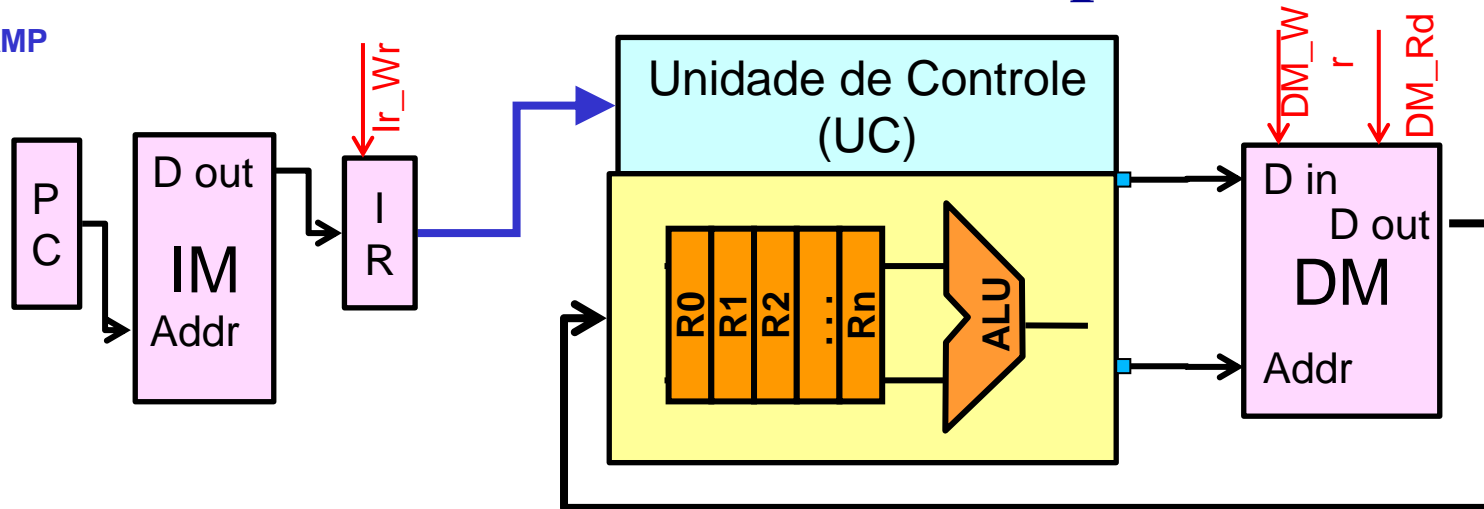 MP
Ir_Wr
DM_W
r
DM_Rd
Unidade de Controle
(UC)
P
C
D out
IM
Addr
I
R
R0
R1
R2
...
Rn
ALU
D in
D out
DM
Addr